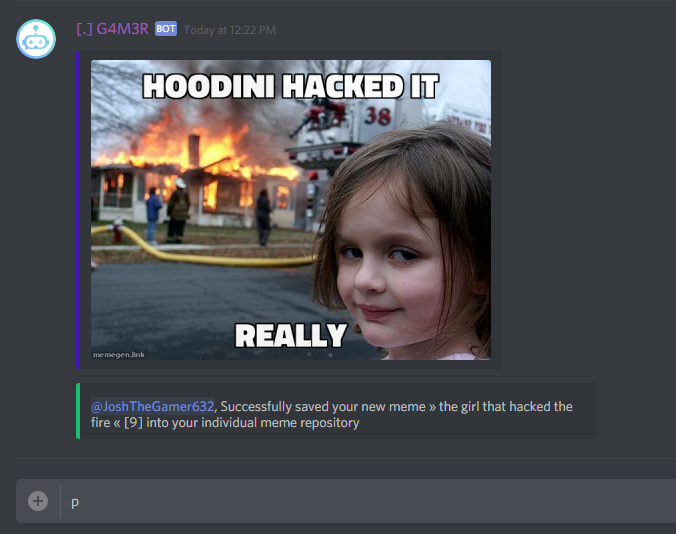 [.] G4M3R BOT Today at 12:22 PM
HOODINI HACKED IT
38
REALLY
memegen.link
@JoshTheGamer632, Successfully saved your new meme » the girl that hacked the
fire « [9] into your individual meme repository
p